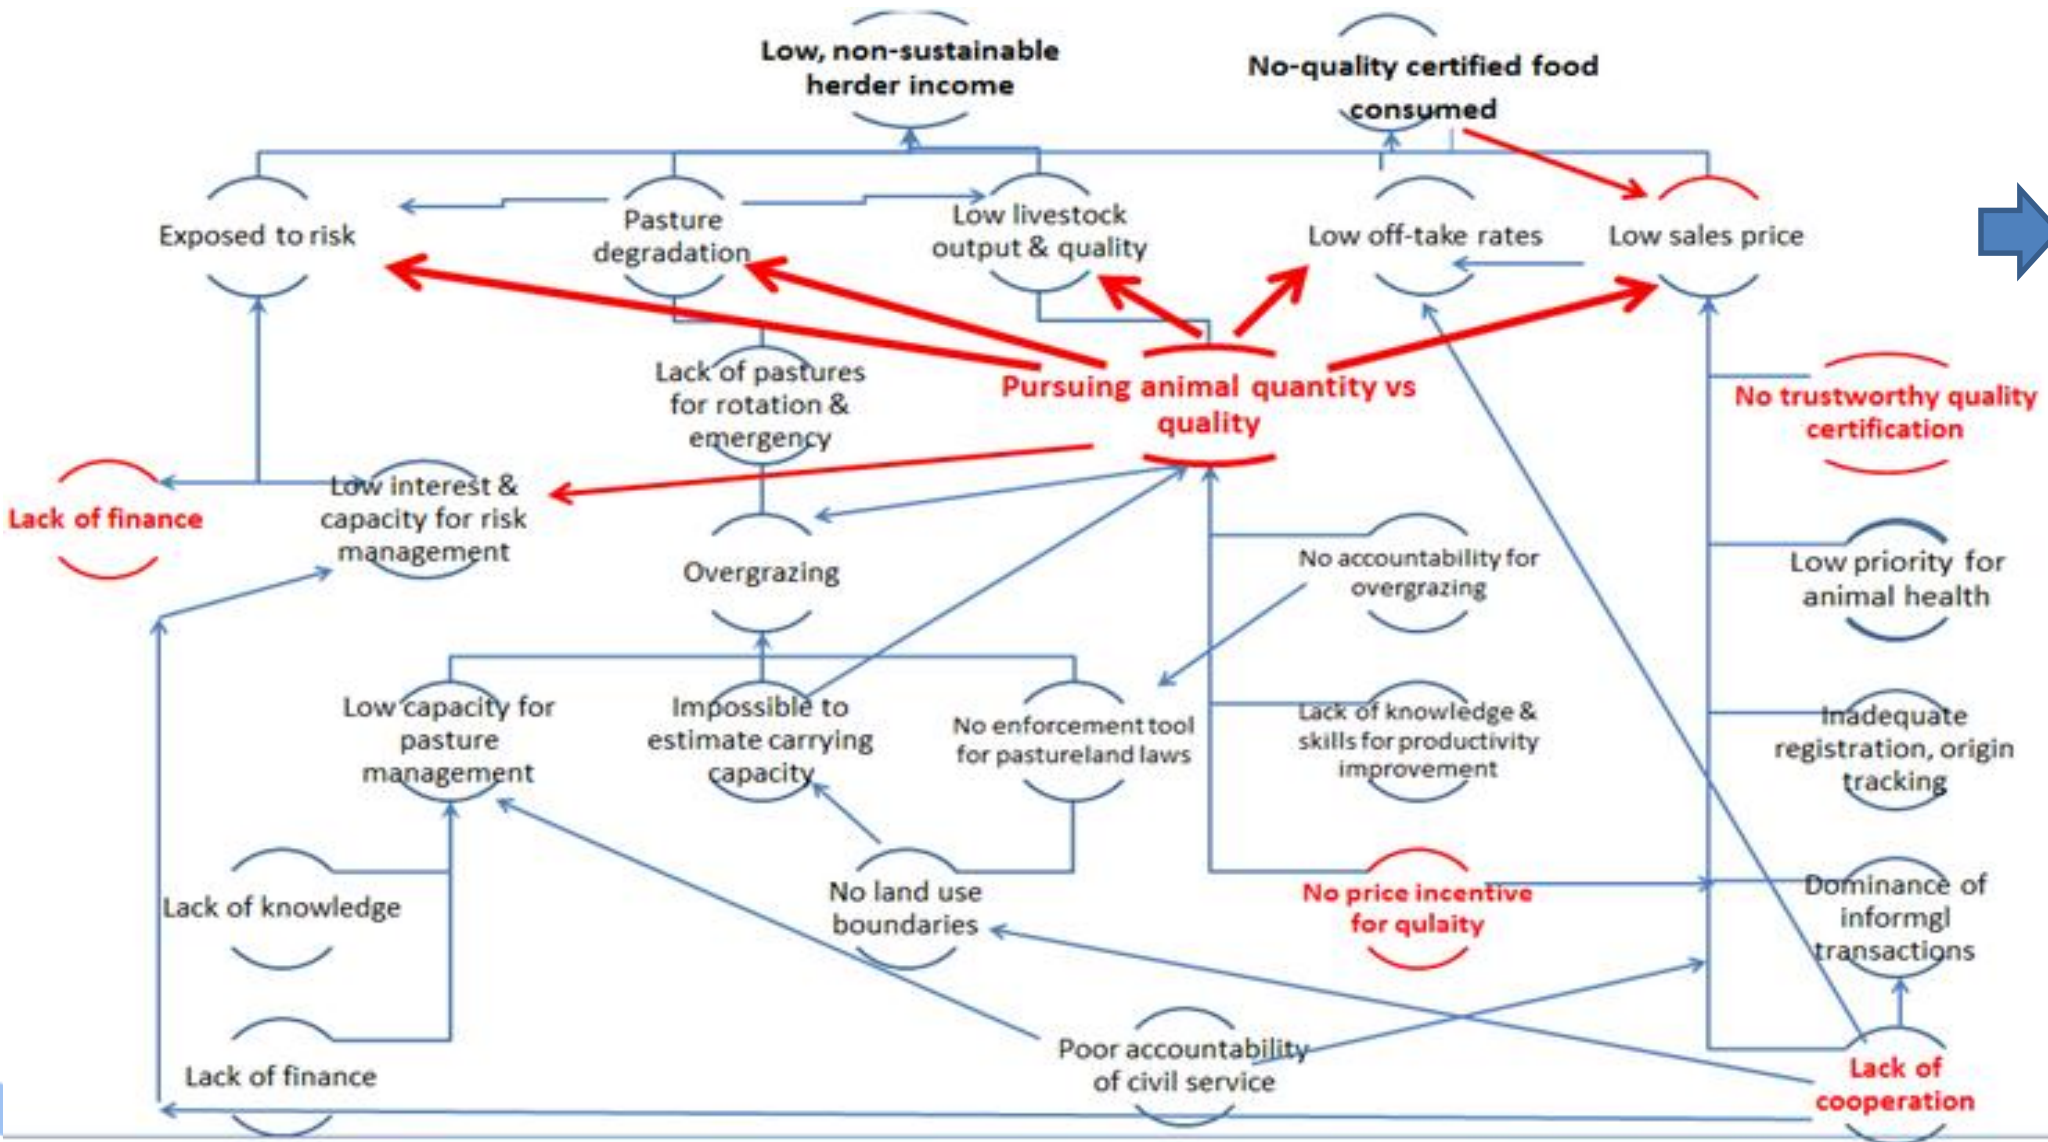 Low, non-sustainable
herder income
No-quality certified food
consumed
Exposed to risk
Pasture
degradation
Low livestock
output & quality
Low off-take rates
Low sales price
Lack of pastures
for rotation &
emergency
Pursuing animal quantity vs
quality
No trustworthy quality
certification
Lack of finance
Low interest &
capacity for risk
management
Overgrazing
No accountability for
overgrazing
Low priority for
animal health
Low capacity for
pasture
management
Impossible to
estimate carrying
capacity
No enforcement tool
for pastureland laws
Lack of knowledge &
skills for productivity
improvement
Inadequate
registration, origin
tracking
Lack of knowledge
No land use
boundaries
No price incentive
for qulaity
Dominance of
informgl
transactions
Lack of finance
Poor accountability
of civil service
Lack of
cooperation